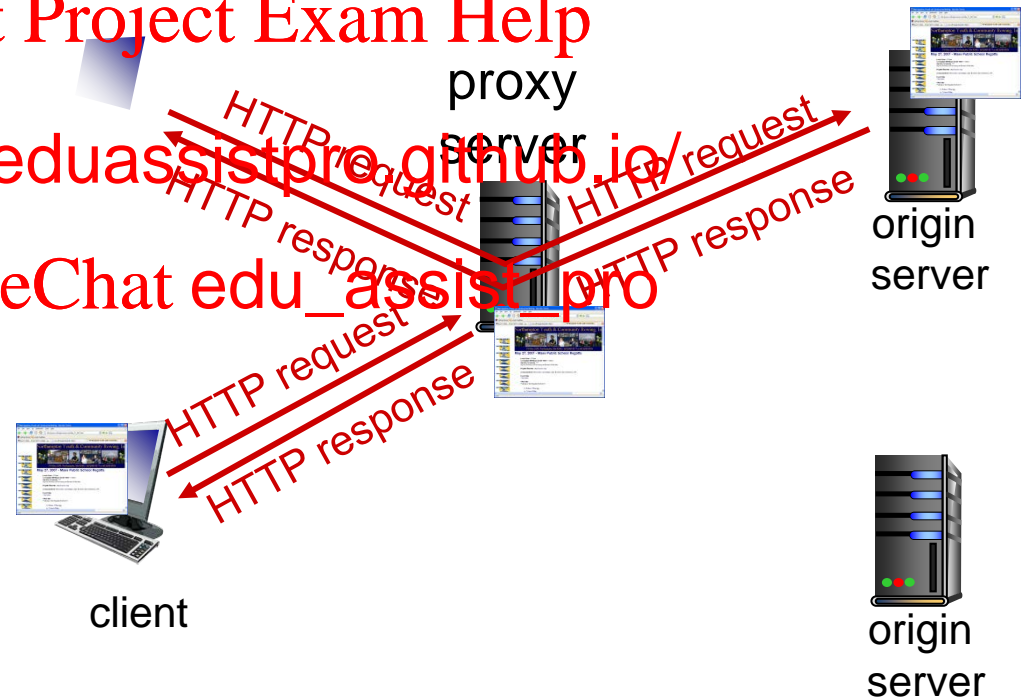 t Project Exam Help
proxy
server
eduassistpro.github.io/
eChat edu_assist_pro
HTTP request
HTTP response
HTTP request
HTTP response
origin
server
HTTP request
HTTP response
client
origin
server